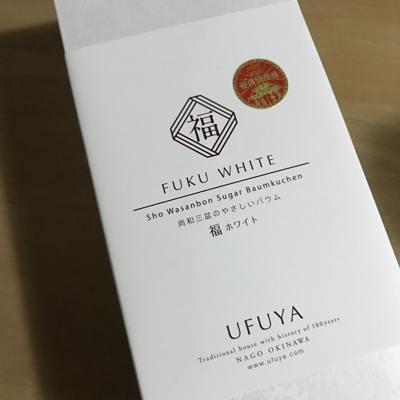 福
FUKU WHITE
Sho Wasanbon Sugar Baumkuchen
尚和三盆のやさしいバウム
福 ホワイト
UFUYA
Traditional house with history of 100years
NAGO OKINAWA
www.ufuya.com